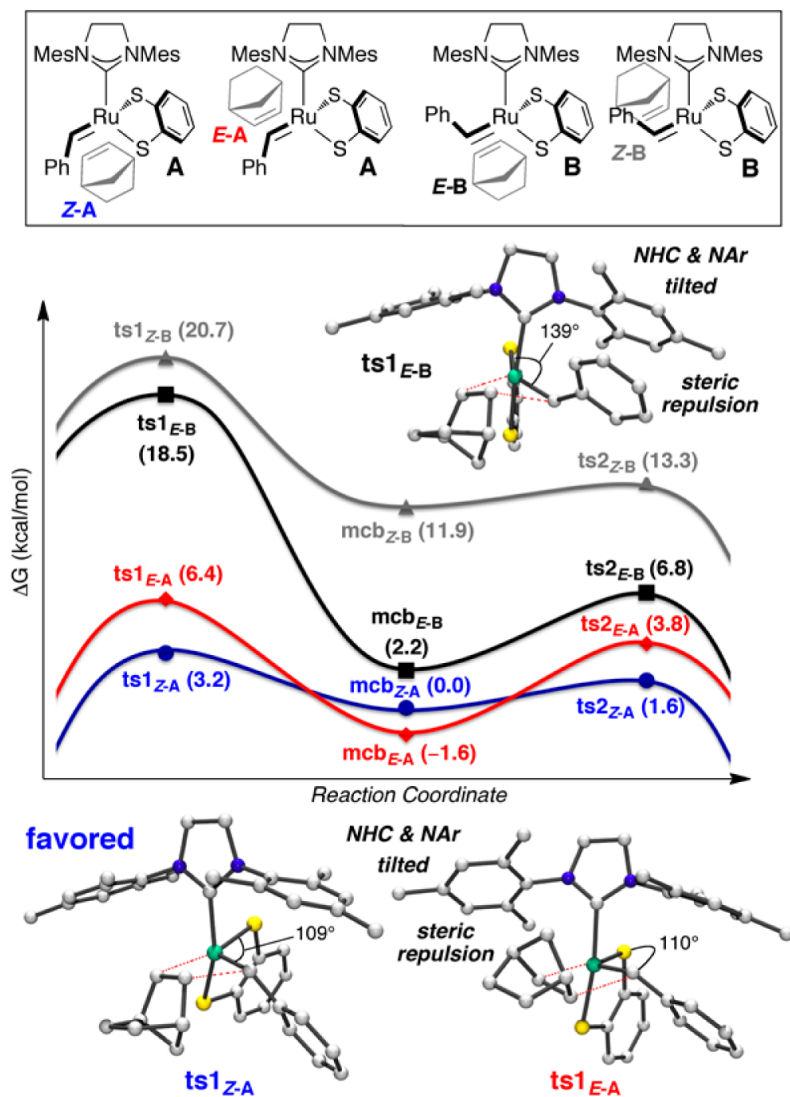 MesN NMes
S
Ru
S
Ph
A
Z-A
MesN NMes
E-A
S
Ru
S
Ph
A
MesN NMes
S
Ph
Ru
S
E-B
B
MesN NMes
S
Ph
Ru
S
Z-B
B
NHC & NAr
tilted
ts1Z-B (20.7)
139°
ts1E-B
steric
repulsion
ts1E-B
(18.5)
ts2Z-B (13.3)
mcbZ-B (11.9)
ΔG (kcal/mol)
ts1E-A (6.4)
ts2E-B (6.8)
mcbE-B
(2.2)
ts2E-A (3.8)
ts1Z-A (3.2)
mcbZ-A (0.0)
ts2Z-A
(1.6)
mcbE-A (−1.6)
Reaction Coordinate
favored
NHC & NAr
tilted
steric
repulsion
109°
110°
ts1Z-A
ts1E-A